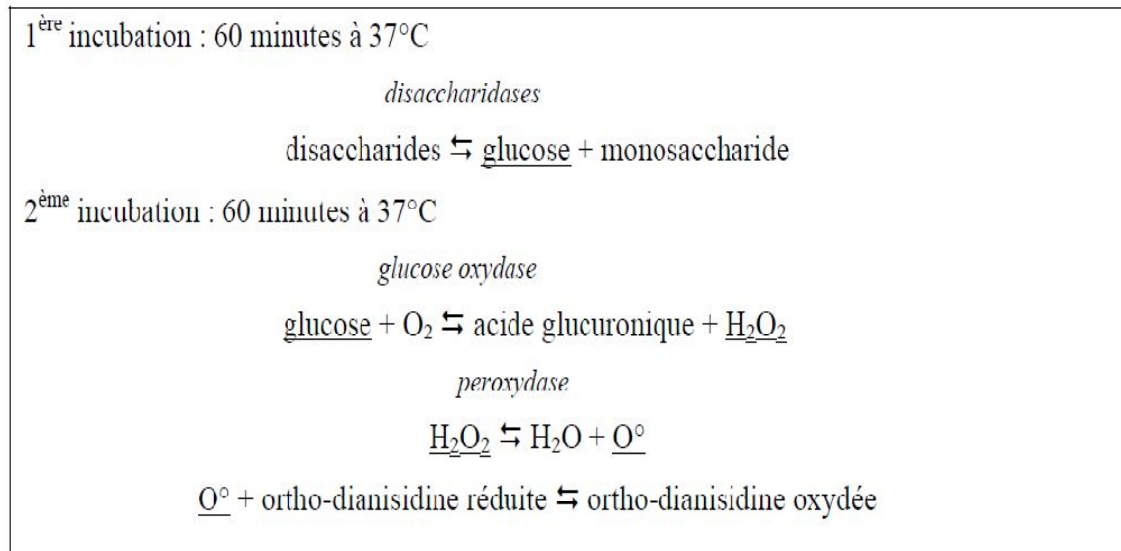 1ère incubation : 60 minutes à 37°C
disaccharidases
disaccharides ⇆ glucose + monosaccharide
2ème incubation : 60 minutes à 37°C
glucose oxydase
glucose + O₂ ⇆ acide glucuronique + H₂O₂
peroxydase
H₂O₂ ⇆ H₂O + O°
O° + ortho-dianisidine réduite ⇆ ortho-dianisidine oxydée